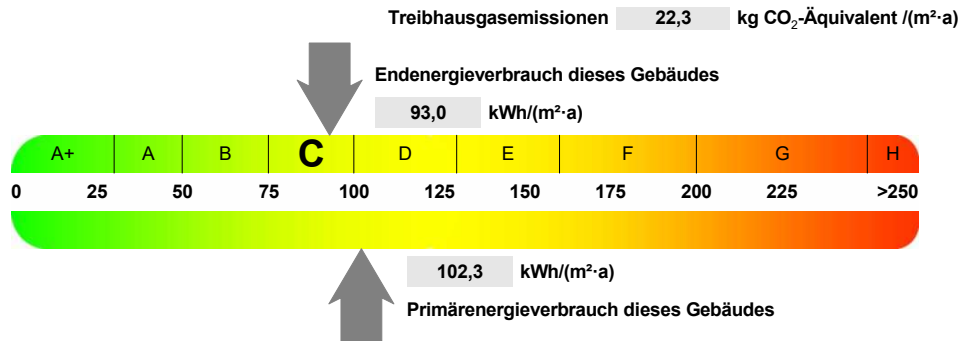 Treibhausgasemissionen 22,3 kg CO₂-Äquivalent /(m²·a)
Endenergieverbrauch dieses Gebäudes
93,0 kWh/(m²·a)
A+ A B C D E F G H
0 25 50 75 100 125 150 175 200 225 >250
102,3 kWh/(m²·a)
Primärenergieverbrauch dieses Gebäudes